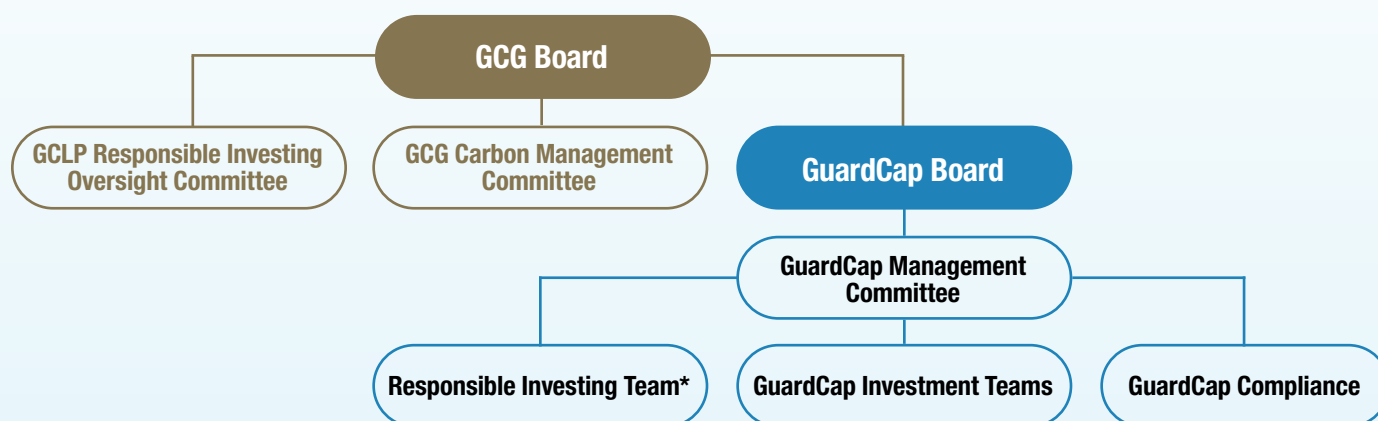 GCG Board
GCLP Responsible Investing
Oversight Committee
GCG Carbon Management
Committee
GuardCap Board
GuardCap Management
Committee
Responsible Investing Team*
GuardCap Investment Teams
GuardCap Compliance